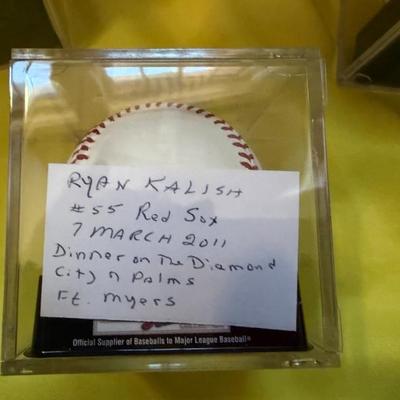 RYAN KALISH
#55 Red Sox
7 MARCH 2011
Dinner on The Diamond
City of Palms
Ft. Myers
Official Supplier of Baseballs to Major League Baseball®